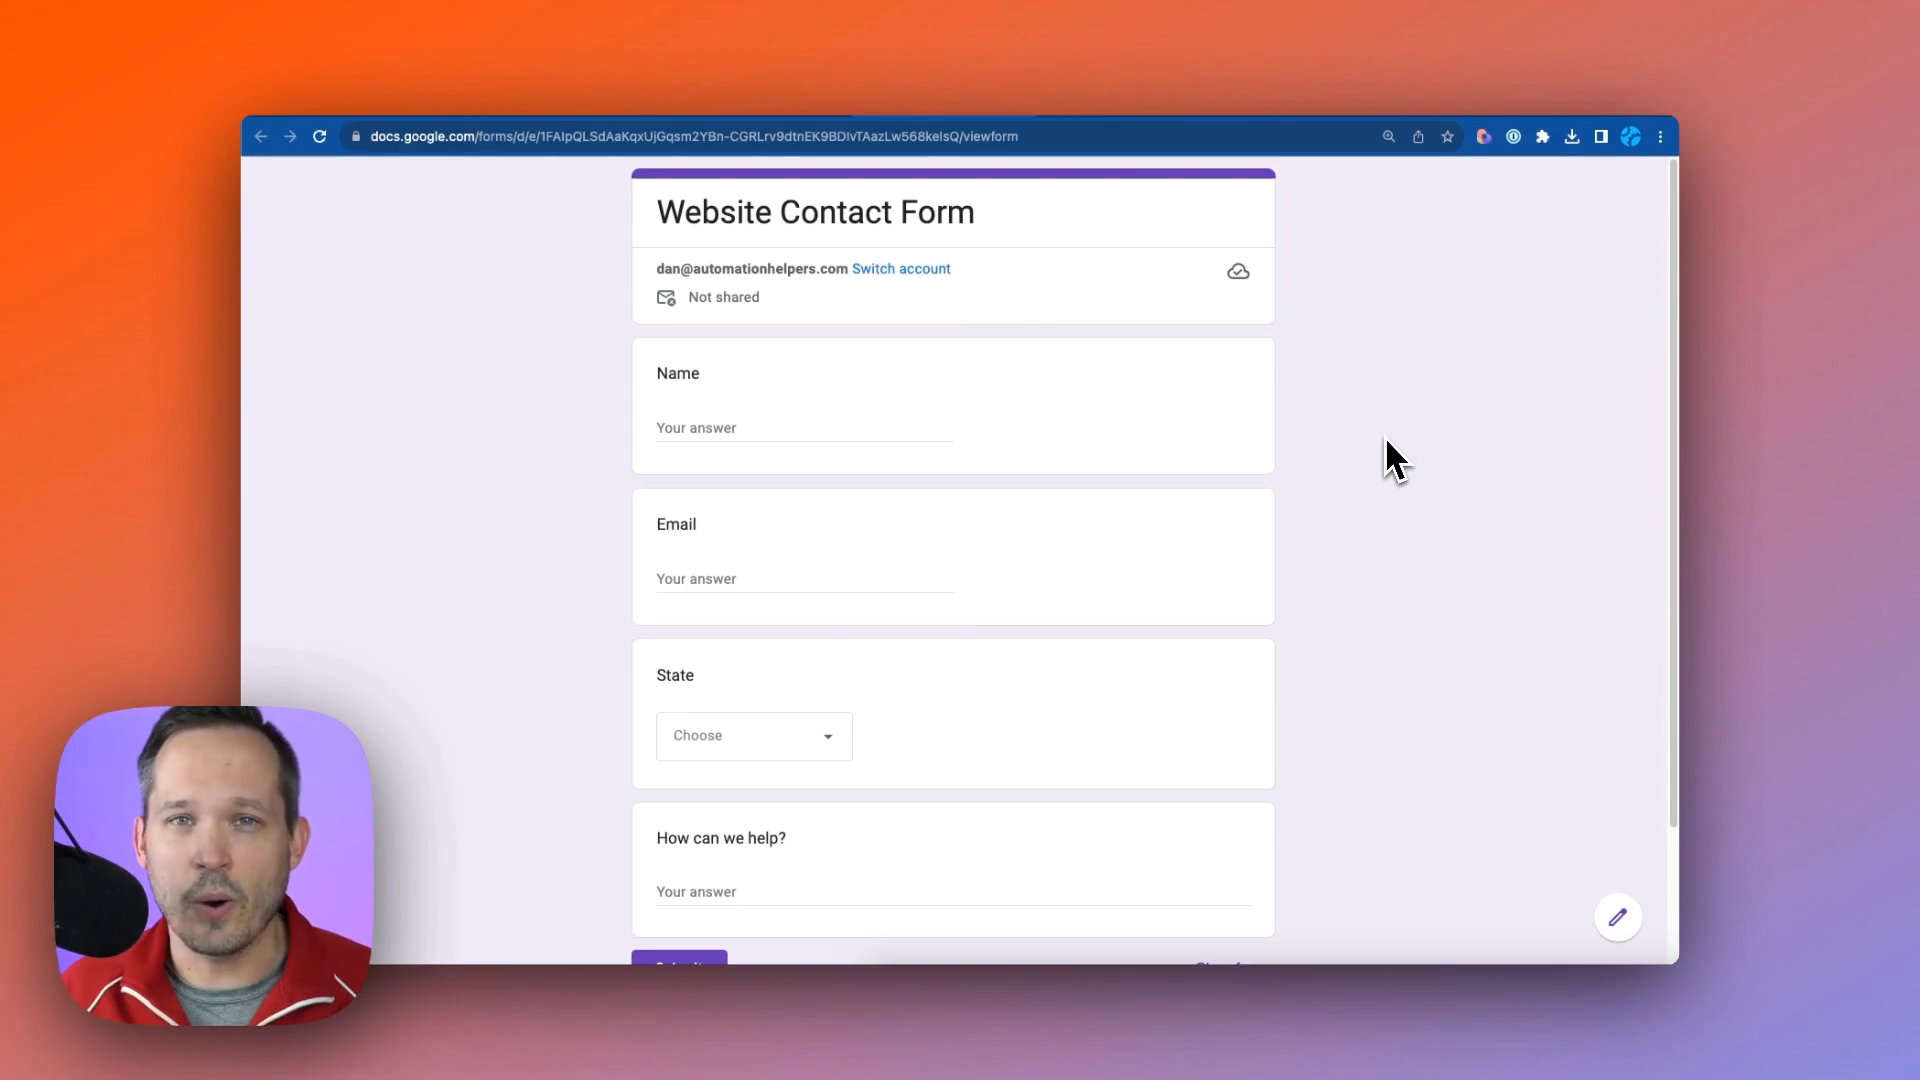 docs.google.com/forms/d/e/1FAIpQLSdAaKqxUjGqsm2YBn-CGRLrv9dtnEK9BDIvTAazLw568kelsQ/viewform
Website Contact Form
dan@automationhelpers.com Switch account
Not shared
Name
Your answer
Email
Your answer
State
Choose
How can we help?
Your answer